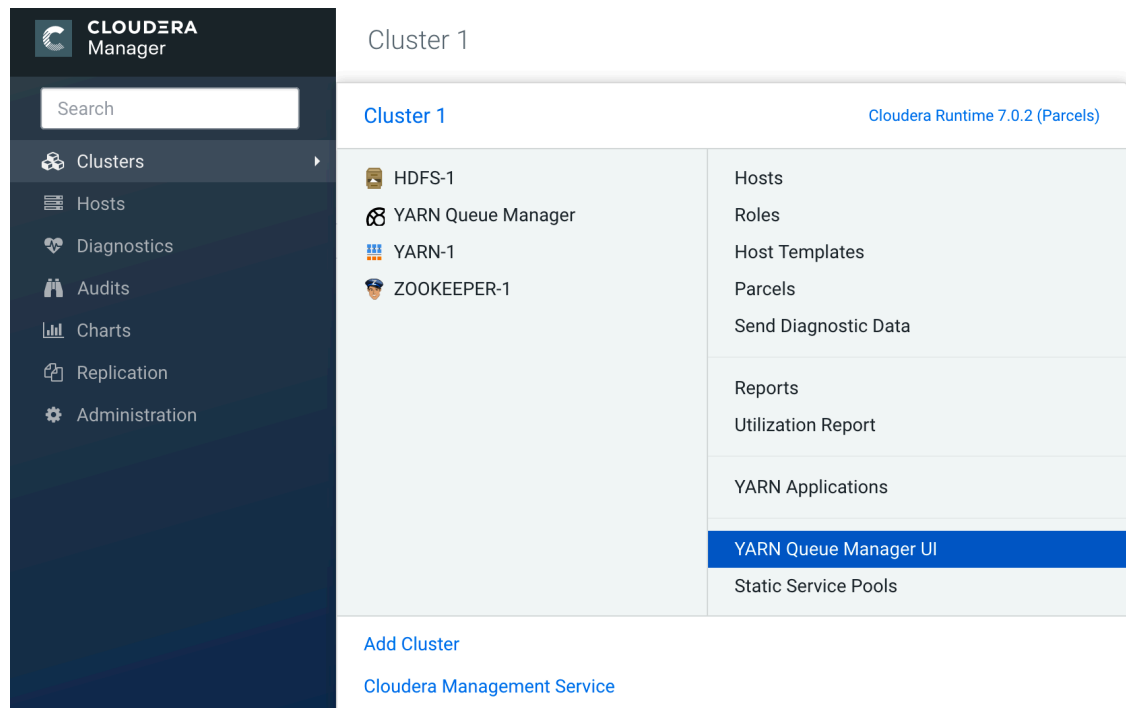 CLOUDERA
Manager
Search
Clusters
Hosts
Diagnostics
Audits
Charts
Replication
Administration
Cluster 1
Cluster 1
Cloudera Runtime 7.0.2 (Parcels)
HDFS-1
YARN Queue Manager
YARN-1
ZOOKEEPER-1
Hosts
Roles
Host Templates
Parcels
Send Diagnostic Data
Reports
Utilization Report
YARN Applications
YARN Queue Manager UI
Static Service Pools
Add Cluster
Cloudera Management Service